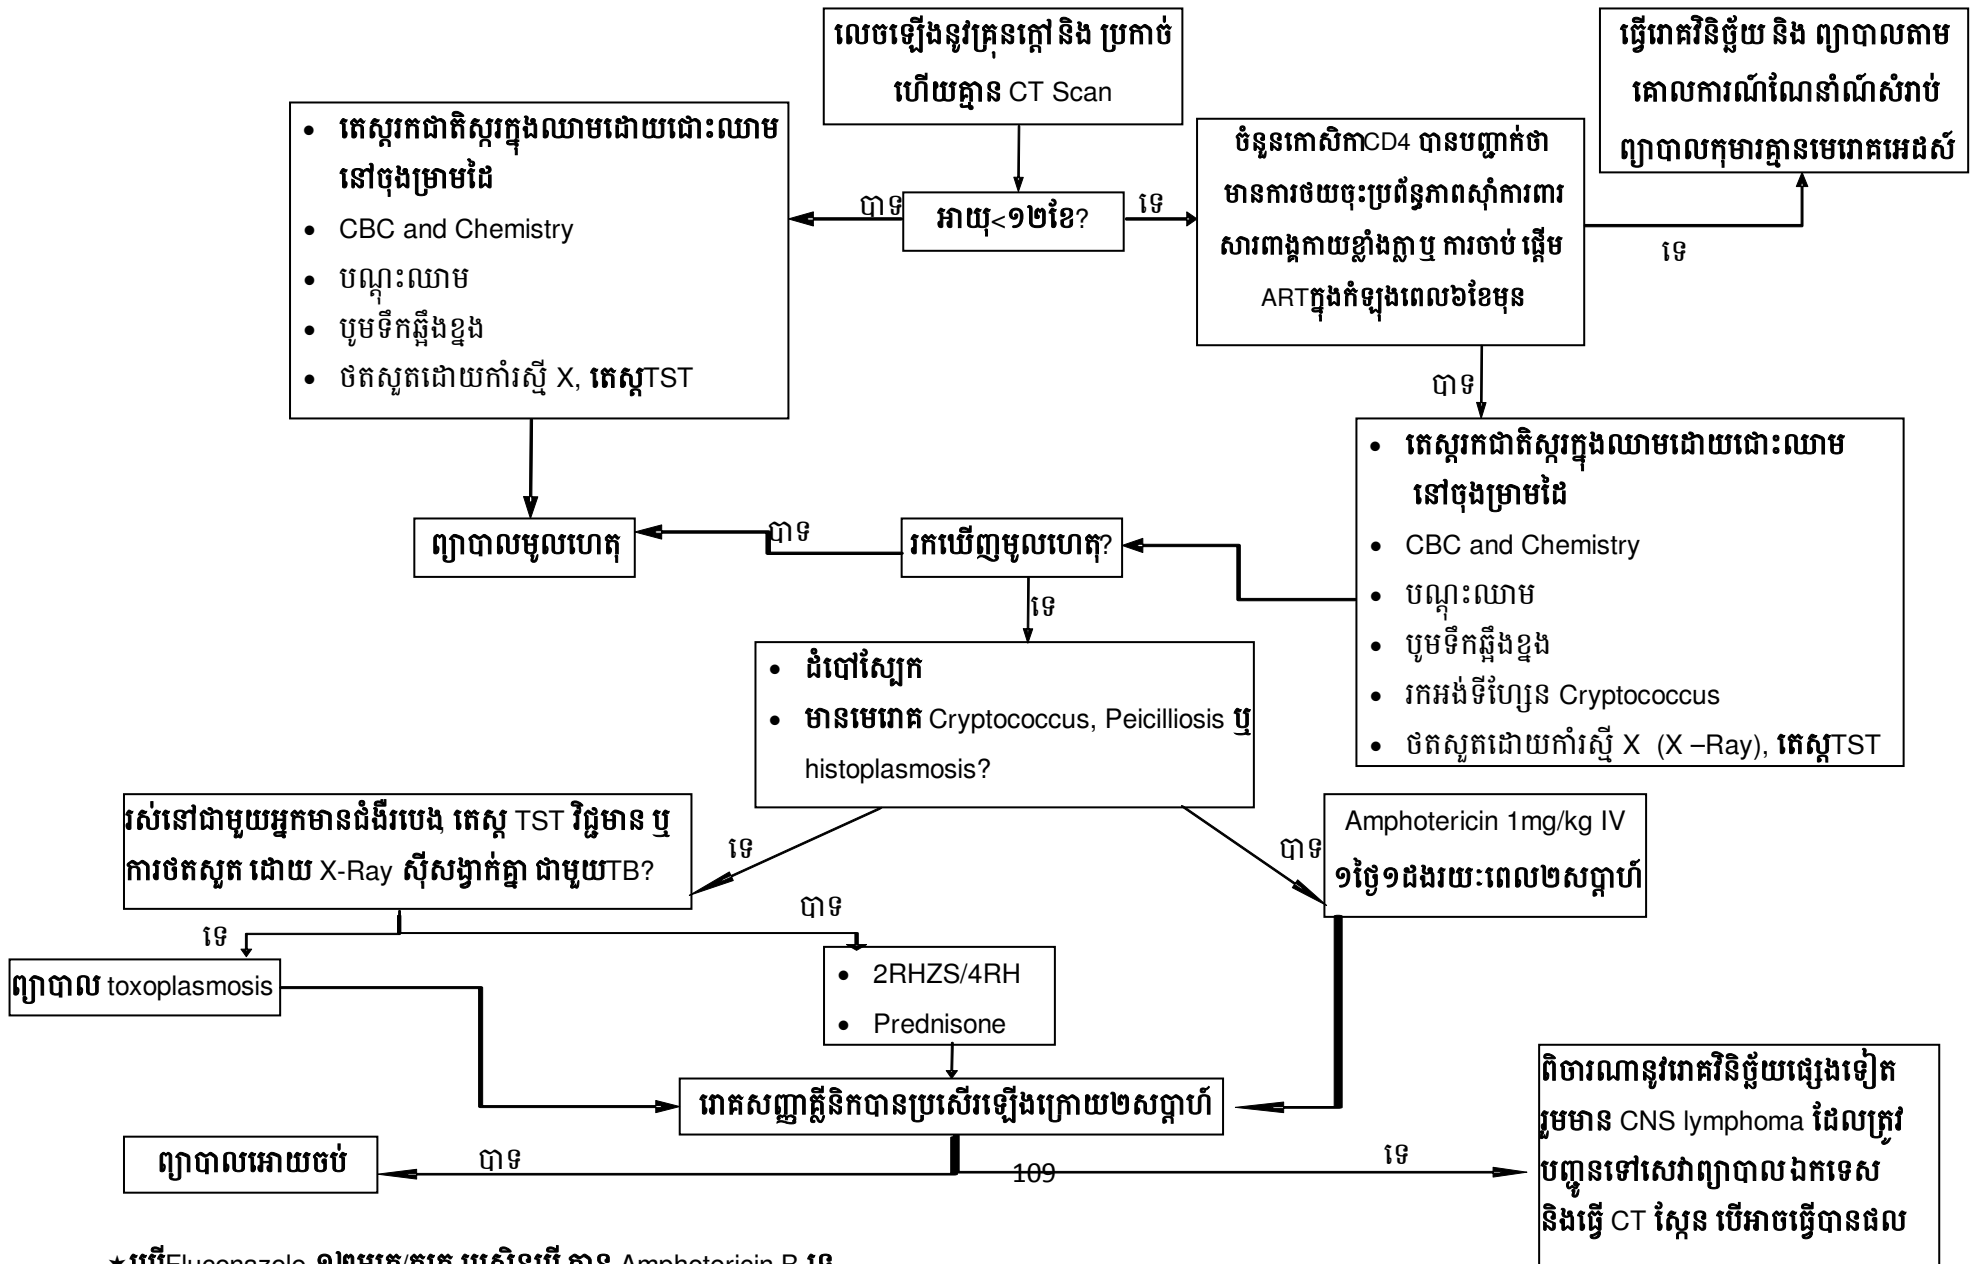 លេចឡើងនូវគ្រុនក្តៅ និង ប្រកាច់
ហើយគ្មាន CT Scan
ធ្វើរោគវិនិច្ឆ័យ និង ព្យាបាលតាម
គោលការណ៍ណែនាំណ៍សំរាប់
ព្យាបាលកុមារគ្មានមេរោគអេដស៍
• តេស្តរកជាតិស្ករក្នុងឈាមដោយជោះឈាម
នៅចុងម្រាមដៃ
• CBC and Chemistry
• បណ្តុះឈាម
• បូមទឹកឆ្អឹងខ្នង
• ថតសួតដោយកាំរស្មី X, តេស្តTST
បាទ
អាយុ<១២ខែ?
ទេ
ចំនួនកោសិកាCD4 បានបញ្ជាក់ថា
មានការថយចុះប្រព័ន្ធភាពស៊ាំការពារ
សារពាង្គកាយខ្លាំងក្លា ឬ ការចាប់ ផ្តើម
ARTក្នុងកំឡុងពេល៦ខែមុន
ទេ
បាទ
• តេស្តរកជាតិស្ករក្នុងឈាមដោយជោះឈាម
នៅចុងម្រាមដៃ
• CBC and Chemistry
• បណ្តុះឈាម
• បូមទឹកឆ្អឹងខ្នង
• រកអង់ទីហ្សែន Cryptococcus
• ថតសួតដោយកាំរស្មី X (X –Ray), តេស្តTST
ព្យាបាលមូលហេតុ
បាទ
រកឃើញមូលហេតុ?
ទេ
• ដំបៅស្បែក
• មានមេរោគ Cryptococcus, Peicilliosis ឬ
histoplasmosis?
រស់នៅជាមួយអ្នកមានជំងឺរបេង, តេស្ត TST វិជ្ជមាន ឬ
ការថតសួត ដោយ X-Ray ស៊ីសង្វាក់គ្នា ជាមួយTB?
ទេ
បាទ
Amphotericin 1mg/kg IV
១ថ្ងៃ១ដងរយៈពេល២សប្តាហ៍
ទេ
បាទ
ព្យាបាល toxoplasmosis
• 2RHZS/4RH
• Prednisone
រោគសញ្ញាគ្លីនិកបានប្រសើរឡើងក្រោយ២សប្តាហ៍
ព្យាបាលអោយចប់
បាទ
109
ទេ
ពិចារណានូវរោគវិនិច្ឆ័យផ្សេងទៀត
រួមមាន CNS lymphoma ដែលត្រូវ
បញ្ជូនទៅសេវាព្យាបាល ឯកទេស
និងធ្វើ CT ស្កែន បើអាចធ្វើបានផល
Fluconazole Amphotericin B